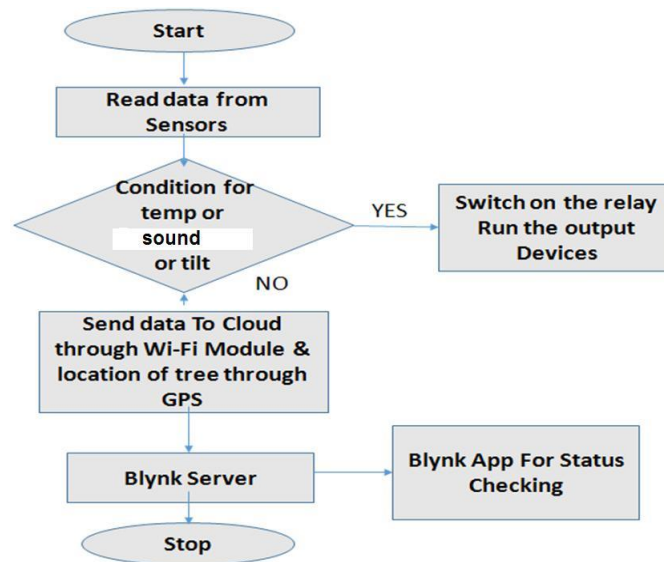 Start
Read data from
Sensors
Condition for
temp or
sound
or tilt
YES
Switch on the relay
Run the output
Devices
NO
Send data To Cloud
through Wi-Fi Module &
location of tree through
GPS
Blynk Server
Blynk App For Status
Checking
Stop